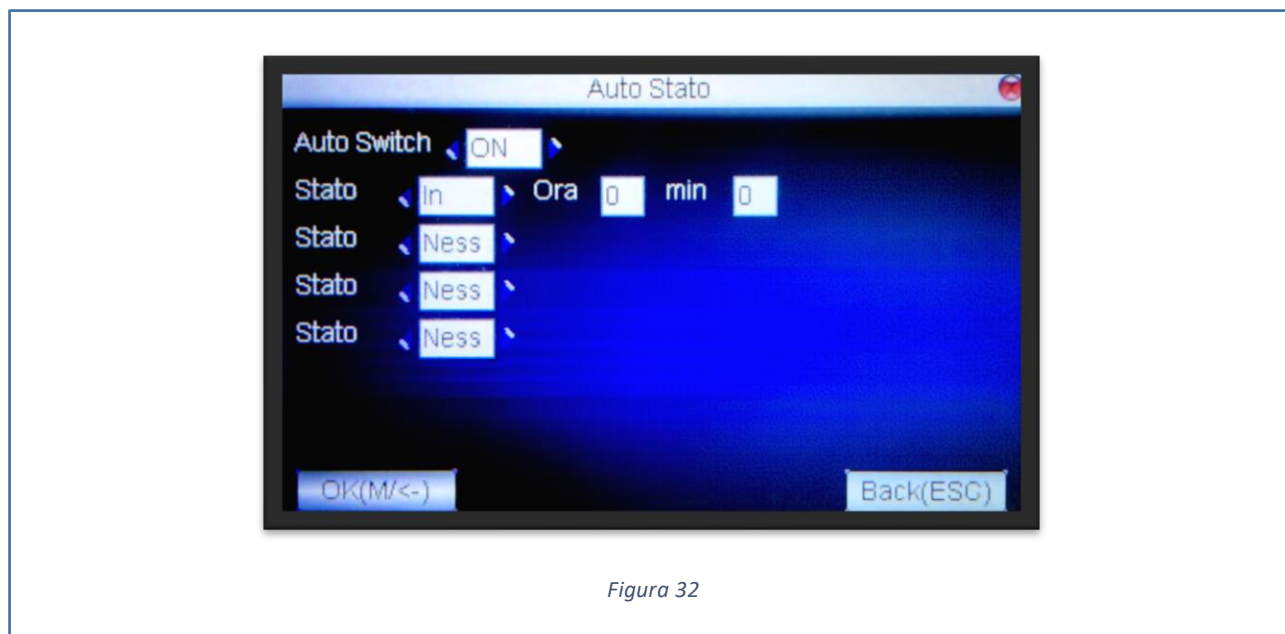 Auto Stato
Auto Switch ON
Stato In Ora 0 min 0
Stato Ness
Stato Ness
Stato Ness
OK(M/<-) Back(ESC)
Figura 32